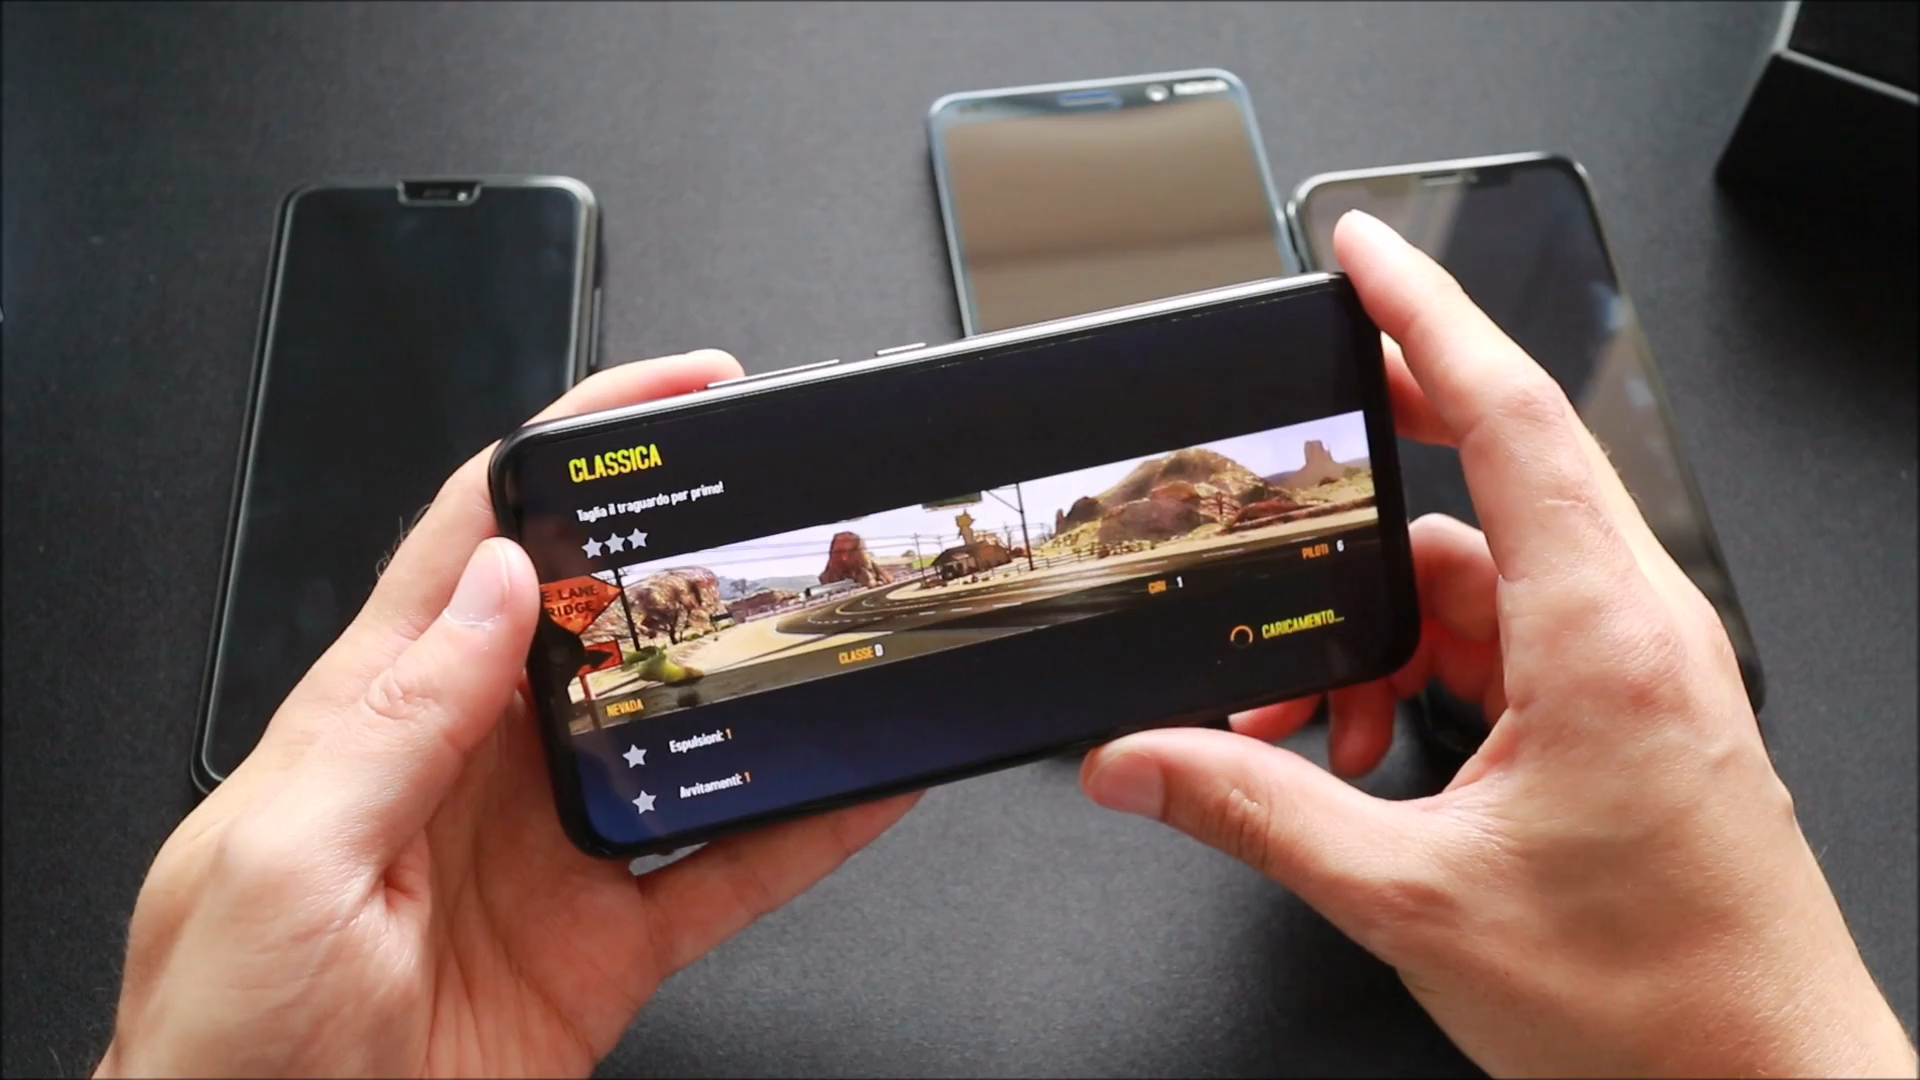 CLASSICA
Taglia il traguardo per primo!
E LANE
RIDGE
PILOTI 6
GIRI 1
CLASSE D
CARICAMENTO...
NEVADA
Espulsioni: 1
Avvitamenti: 1